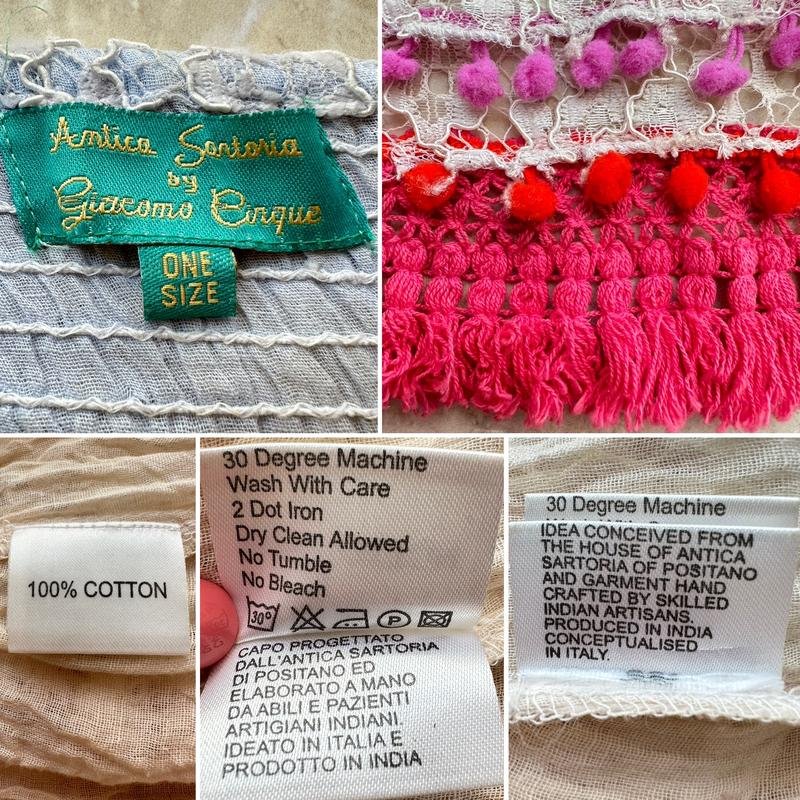 Antica Sartoria
by
Giacomo Cinque
ONE
SIZE
100% COTTON
30 Degree Machine
Wash With Care
2 Dot Iron
Dry Clean Allowed
No Tumble
No Bleach
30°
P
CAPO PROGETTATO
DALL'ANTICA SARTORIA
DI POSITANO ED
ELABORATO A MANO
DA ABILI E PAZIENTI
ARTIGIANI INDIANI.
IDEATO IN ITALIA E
PRODOTTO IN INDIA
30 Degree Machine
IDEA CONCEIVED FROM
THE HOUSE OF ANTICA
SARTORIA OF POSITANO
AND GARMENT HAND
CRAFTED BY SKILLED
INDIAN ARTISANS.
PRODUCED IN INDIA
CONCEPTUALISED
IN ITALY.